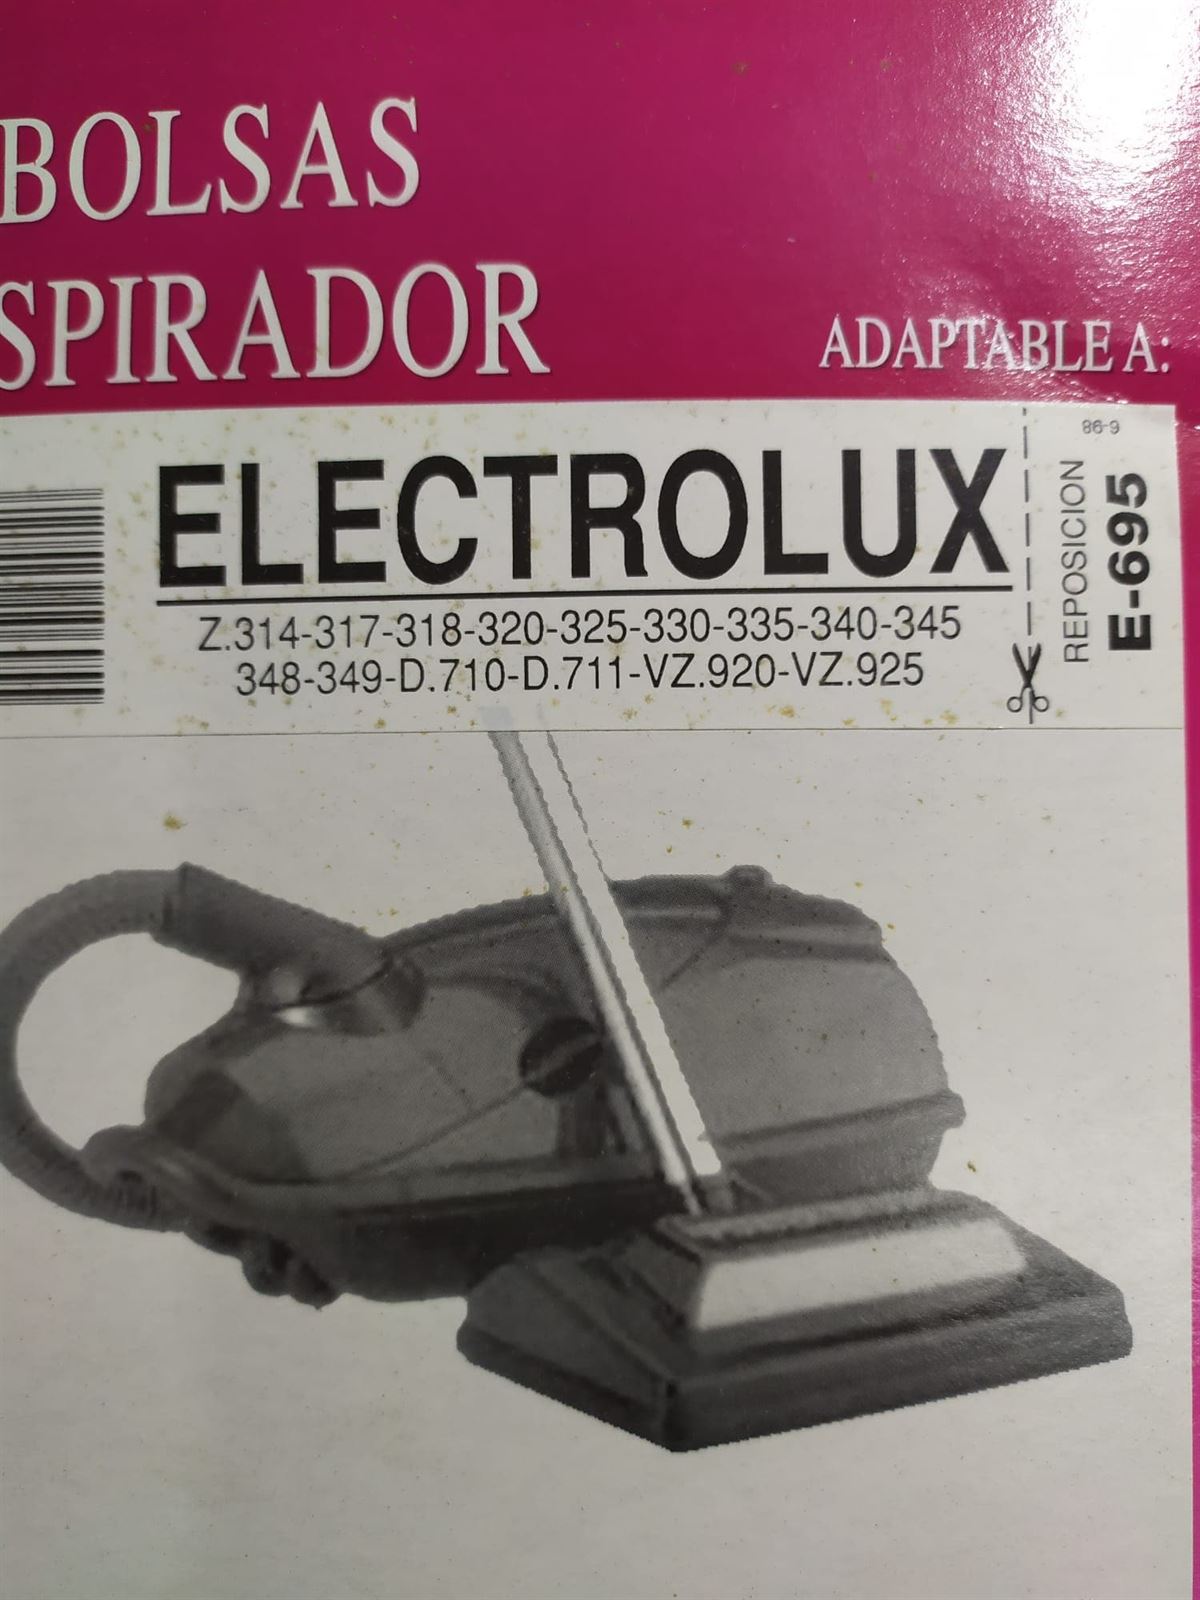 BOLSAS
SPIRADOR
ADAPTABLE A:
ELECTROLUX
Z.314-317-318-320-325-330-335-340-345
348-349-D.710-D.711-VZ.920-VZ.925
86-9
REPOSICION
E-695